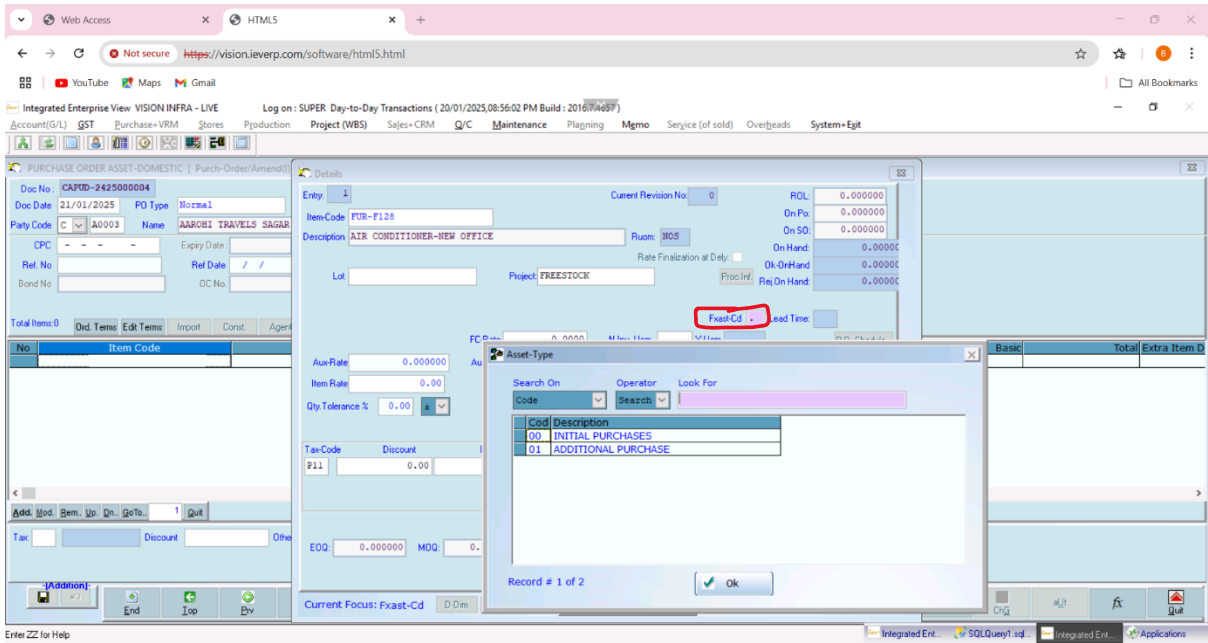 Web Access
HTML5
Not secure https://vision.ieverp.com/software/html5.html
B
YouTube Maps Gmail All Bookmarks
Integrated Enterprise View VISION INFRA - LIVE Log on : SUPER Day-to-Day Transactions ( 20/01/2025,08:56:02 PM Build : 2016.7.4657 )
Account(G/L) GST Purchase+VRM Stores Production Project (WBS) Sales+CRM Q/C Maintenance Planning Memo Service (of sold) Overheads System+Exit
PURCHASE ORDER ASSET-DOMESTIC [ Purch-Order/Amend(I)
Doc No : CAPUD-2425000004
Doc Date 21/01/2025 PO Type Normal
Party Code C A0003 Name AAROHI TRAVELS SAGAR
CPC - - - - Expiry Date :
Ref. No Ref Date / /
Bond No OC No.
Total Items:0 Ord. Terms Edit Terms Import Const. Agent
No Item Code
Add. Mod. Rem.. Up. Dn.. GoTo.. 1 Quit
Tax: Discount Othe
-[Addition]-
End Top Prv
Details
Entry: 1 Current Revision No: 0 ROL: 0.000000
Item-Code FUR-F128 On Po: 0.000000
Description AIR CONDITIONER-NEW OFFICE Ruom: NOS On SO: 0.000000
Rate Finalization at Dely: On Hand: 0.00000
Lot Project FREESTOCK Proc.Inf. Ok-OnHand 0.00000
Rej.On Hand: 0.00000
Fxast-Cd . Lead Time:
FC Rate 0.0000
Aux-Rate 0.000000 Au
Item Rate 0.00
Qty.Tolerance % 0.00 ±
Tax-Code Discount
P11 0.00
EOQ: 0.000000 MOQ: 0.
Current Focus: Fxast-Cd D-Dim
Asset-Type
Search On Operator Look For
Code Search
Cod Description
00 INITIAL PURCHASES
01 ADDITIONAL PURCHASE
Record # 1 of 2 Ok
Basic Total Extra Item D
ChG qUt fx Quit
Enter ZZ for Help
Integrated Ent... SQLQuery1.sql... Integrated Ent... Applications